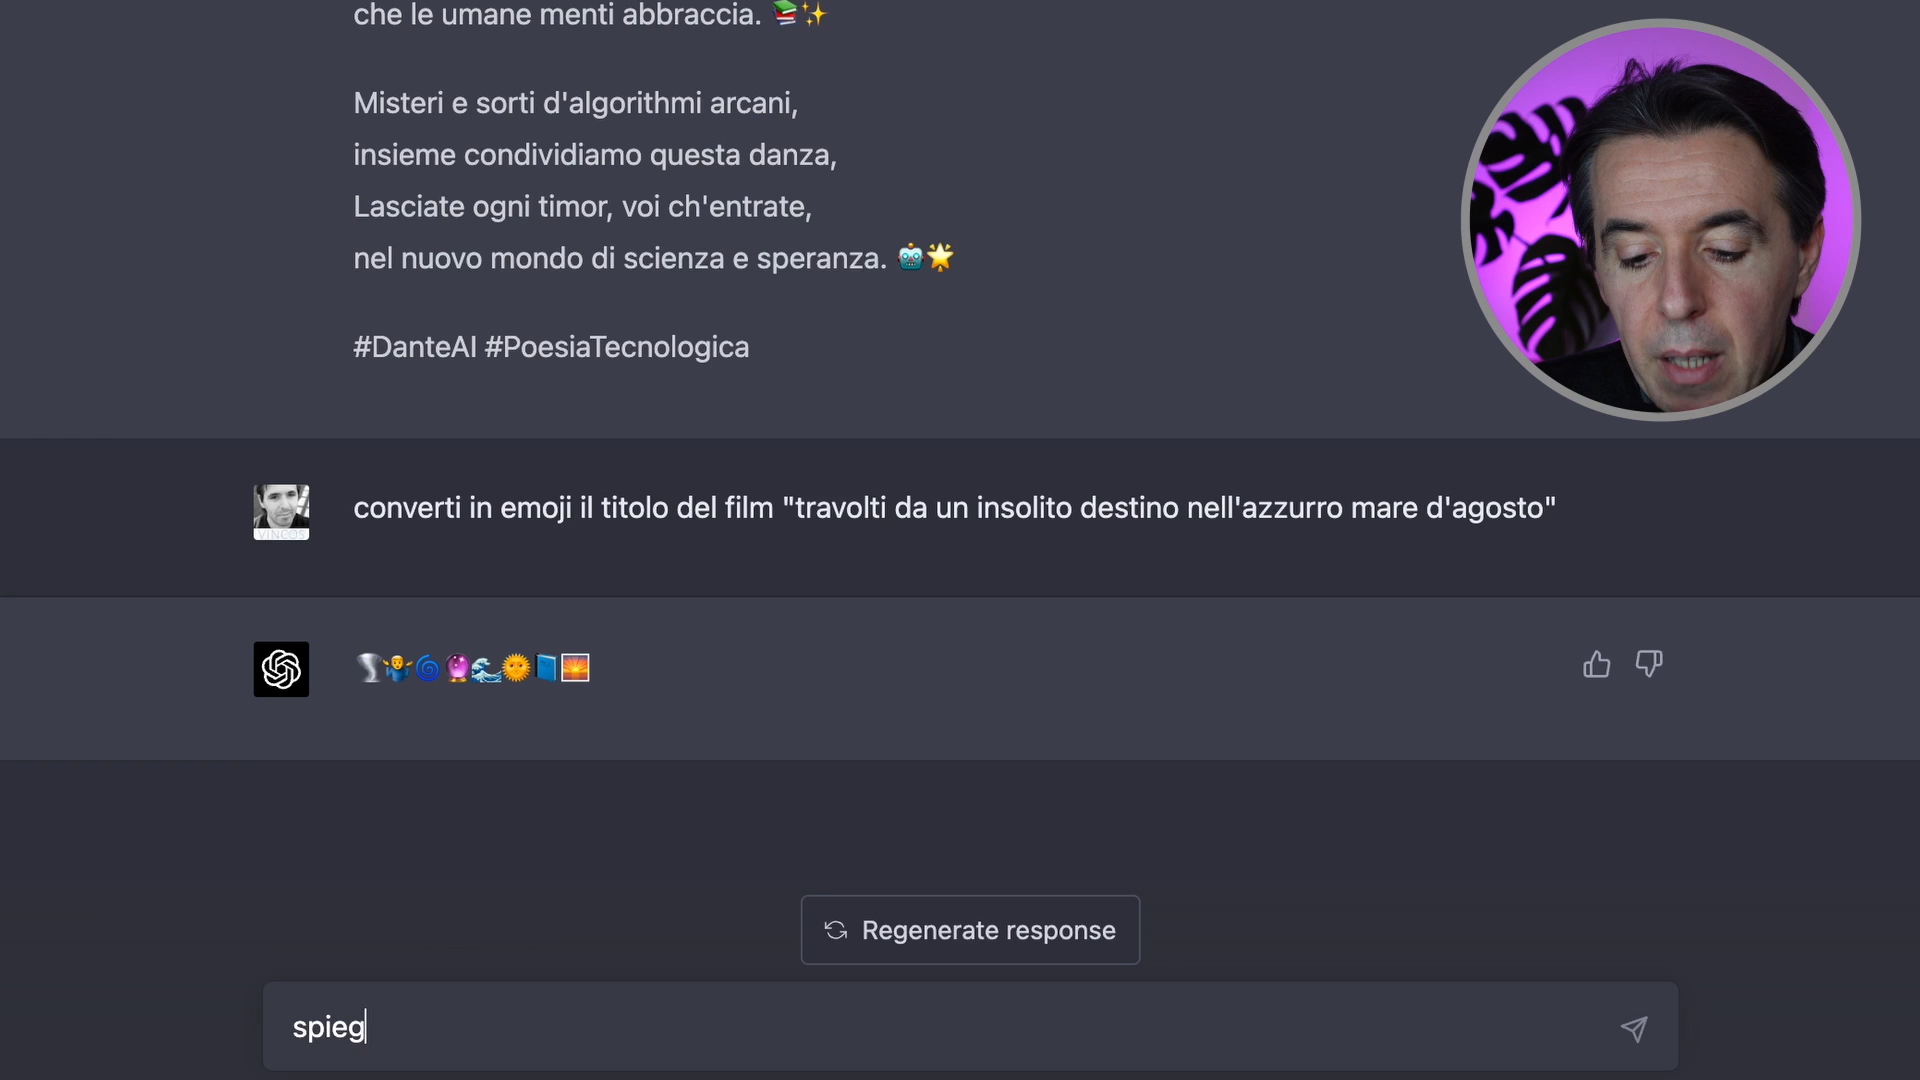 che le umane menti abbraccia. 📚✨
Misteri e sorti d'algorithmi arcani,
insieme condividiamo questa danza,
Lasciate ogni timor, voi ch'entrate,
nel nuovo mondo di scienza e speranza. 🤖🌟
#DanteAI #PoesiaTecnologica
VINCOS
converti in emoji il titolo del film "travolti da un insolito destino nell'azzurro mare d'agosto"
🌪️🤷‍♂️🌀🔮🌊🌞📘🌅
Regenerate response
spieg